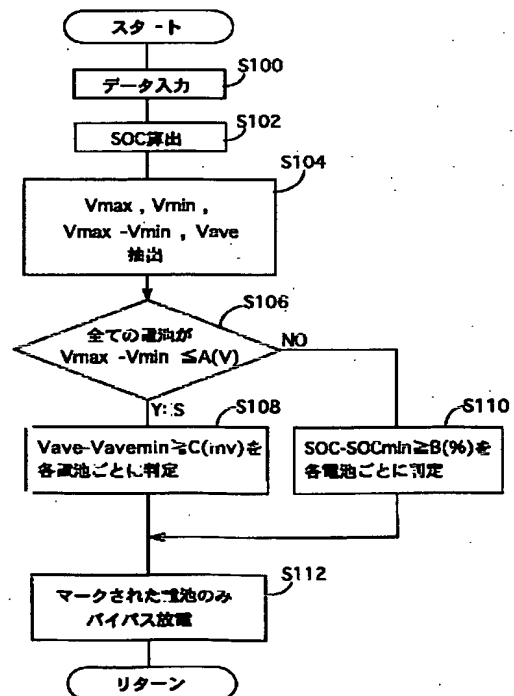 スタート
S100
データ入力
S102
SOC算出
S104
Vmax , Vmin ,
Vmax -Vmin , Vave
抽出
S106
全ての電池が
Vmax -Vmin ≦A(V)
NO
S108
Vave-Vavemin≧C(mv)を
各電池ごとに判定
S110
SOC-SOCmin≧B(%)を
各電池ごとに判定
S112
マークされた電池のみ
バイパス放電
リターン